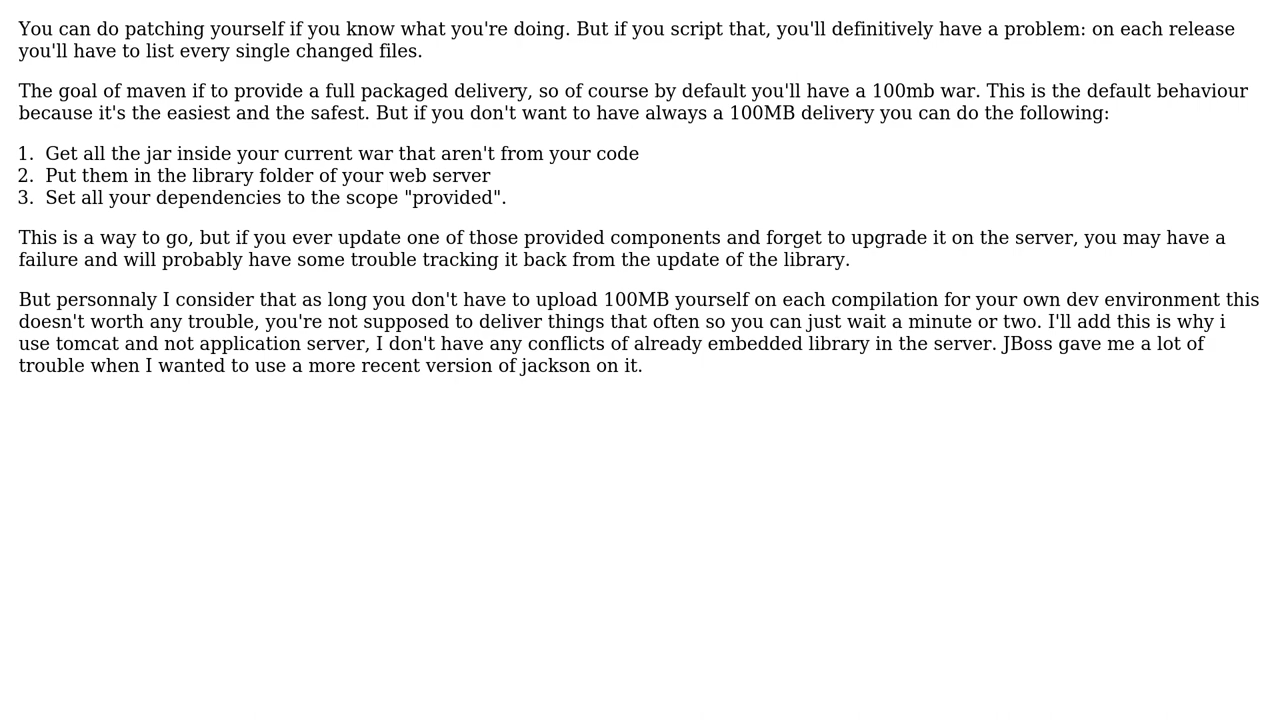 You can do patching yourself if you know what you're doing. But if you script that, you'll definitively have a problem: on each release
you'll have to list every single changed files.
The goal of maven if to provide a full packaged delivery, so of course by default you'll have a 100mb war. This is the default behaviour
because it's the easiest and the safest. But if you don't want to have always a 100MB delivery you can do the following:
1. Get all the jar inside your current war that aren't from your code
2. Put them in the library folder of your web server
3. Set all your dependencies to the scope "provided".
This is a way to go, but if you ever update one of those provided components and forget to upgrade it on the server, you may have a
failure and will probably have some trouble tracking it back from the update of the library.
But personnaly I consider that as long you don't have to upload 100MB yourself on each compilation for your own dev environment this
doesn't worth any trouble, you're not supposed to deliver things that often so you can just wait a minute or two. I'll add this is why i
use tomcat and not application server, I don't have any conflicts of already embedded library in the server. JBoss gave me a lot of
trouble when I wanted to use a more recent version of jackson on it.